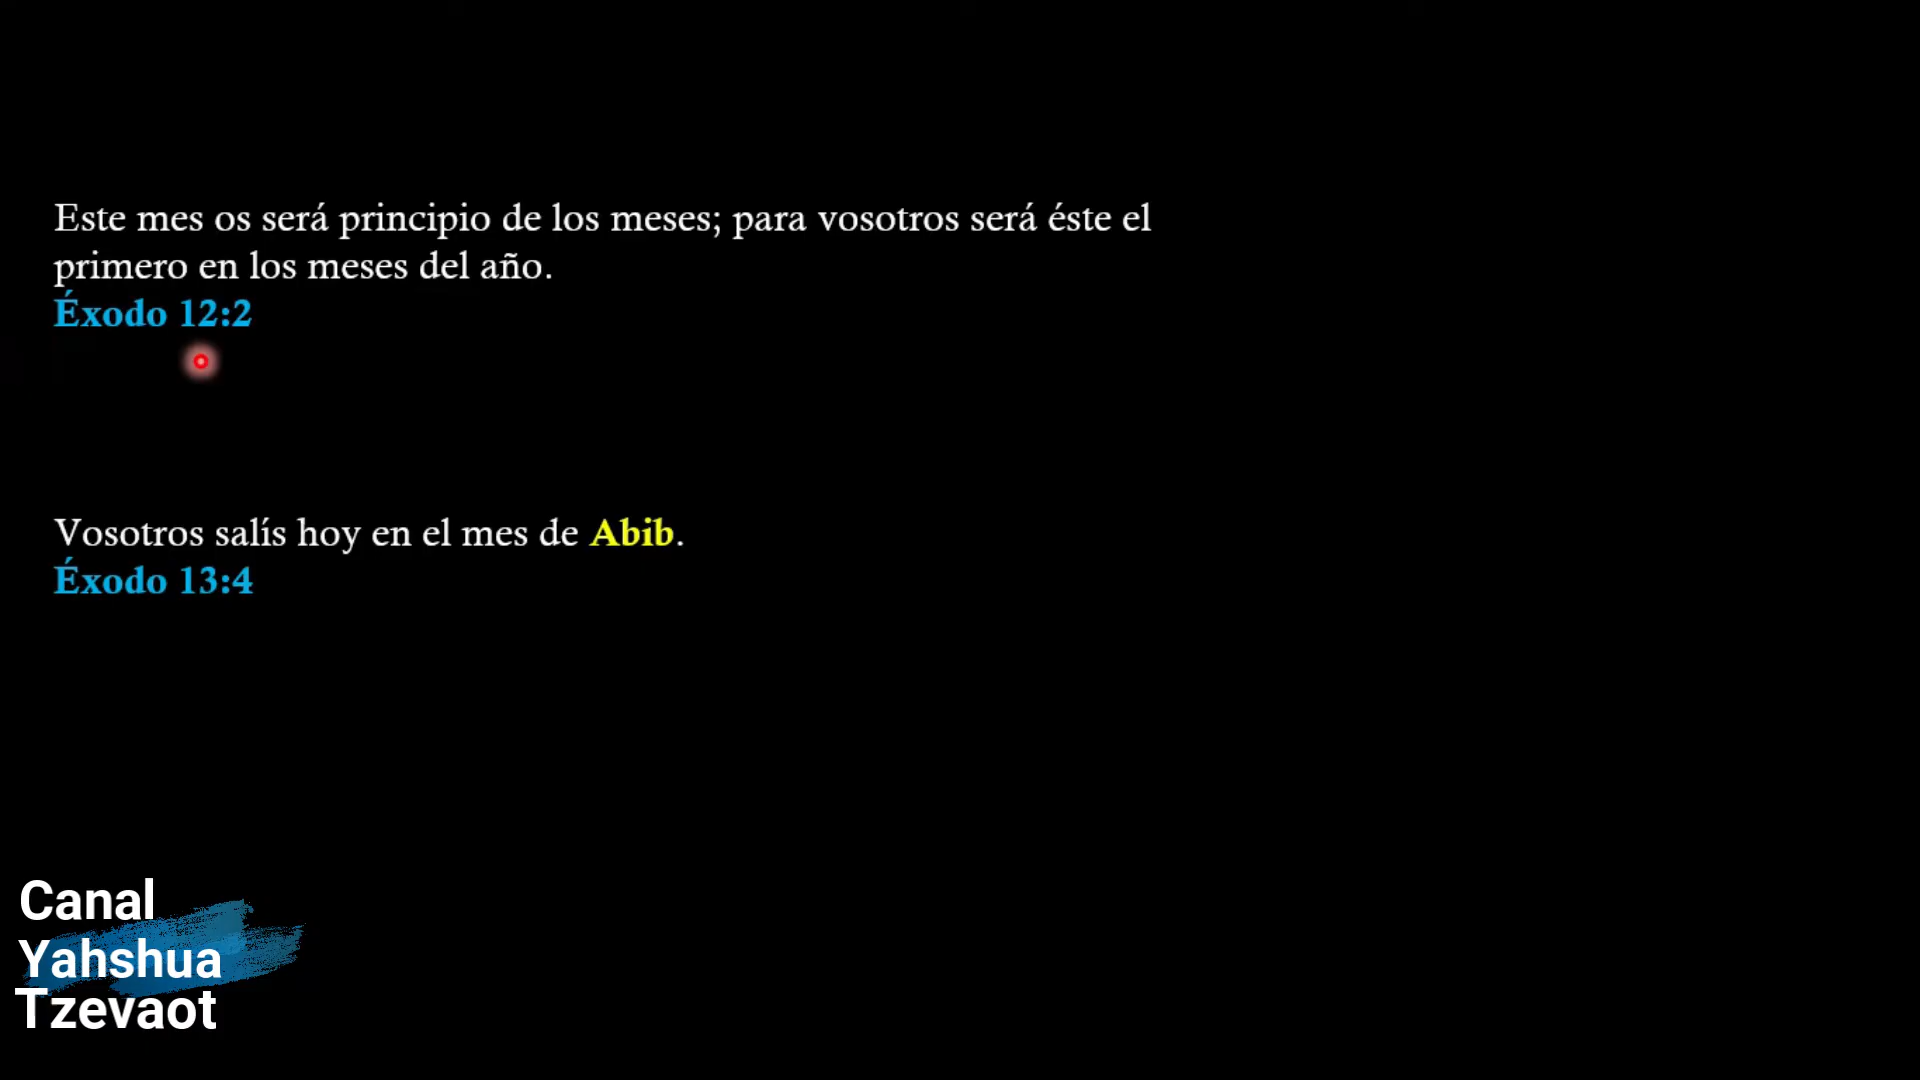 Este mes os será principio de los meses; para vosotros será éste el
primero en los meses del año.
Éxodo 12:2
Vosotros salís hoy en el mes de Abib.
Éxodo 13:4
Canal
Yahshua
Tzevaot